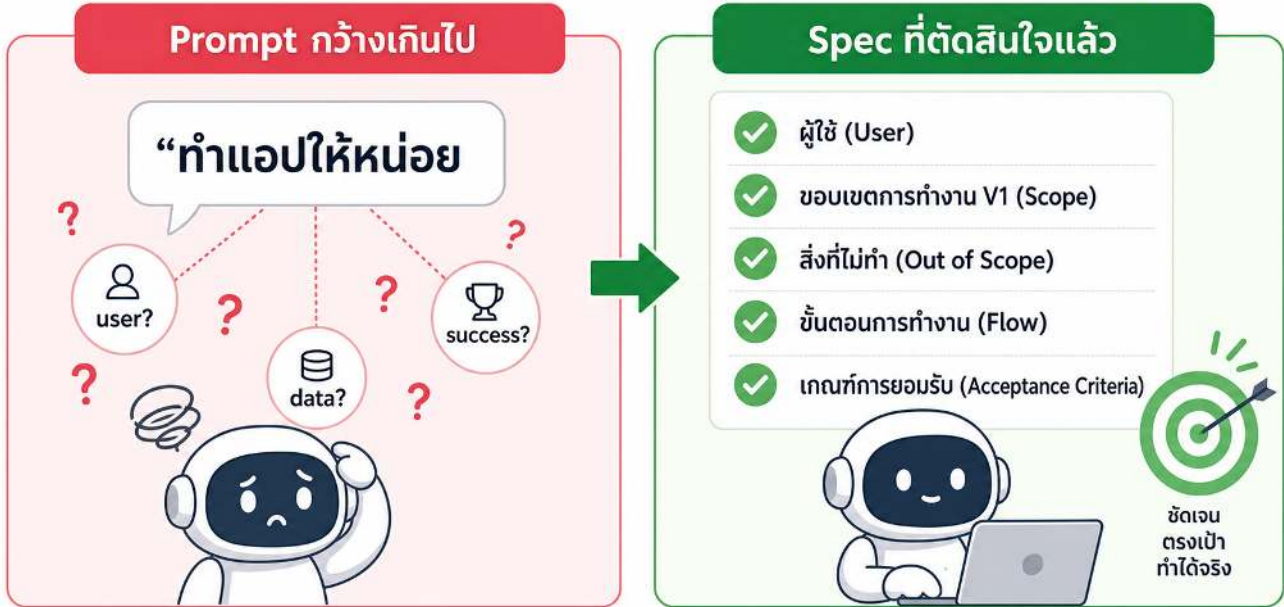 Prompt กว้างเกินไป
“ทำแอปให้หน่อย
?
?
?
?
?
?
user?
data?
success?
Spec ที่ตัดสินใจแล้ว
ผู้ใช้ (User)
ขอบเขตการทำงาน V1 (Scope)
สิ่งที่ไม่ทำ (Out of Scope)
ขั้นตอนการทำงาน (Flow)
เกณฑ์การยอมรับ (Acceptance Criteria)
ชัดเจน
ตรงเป้า
ทำได้จริง